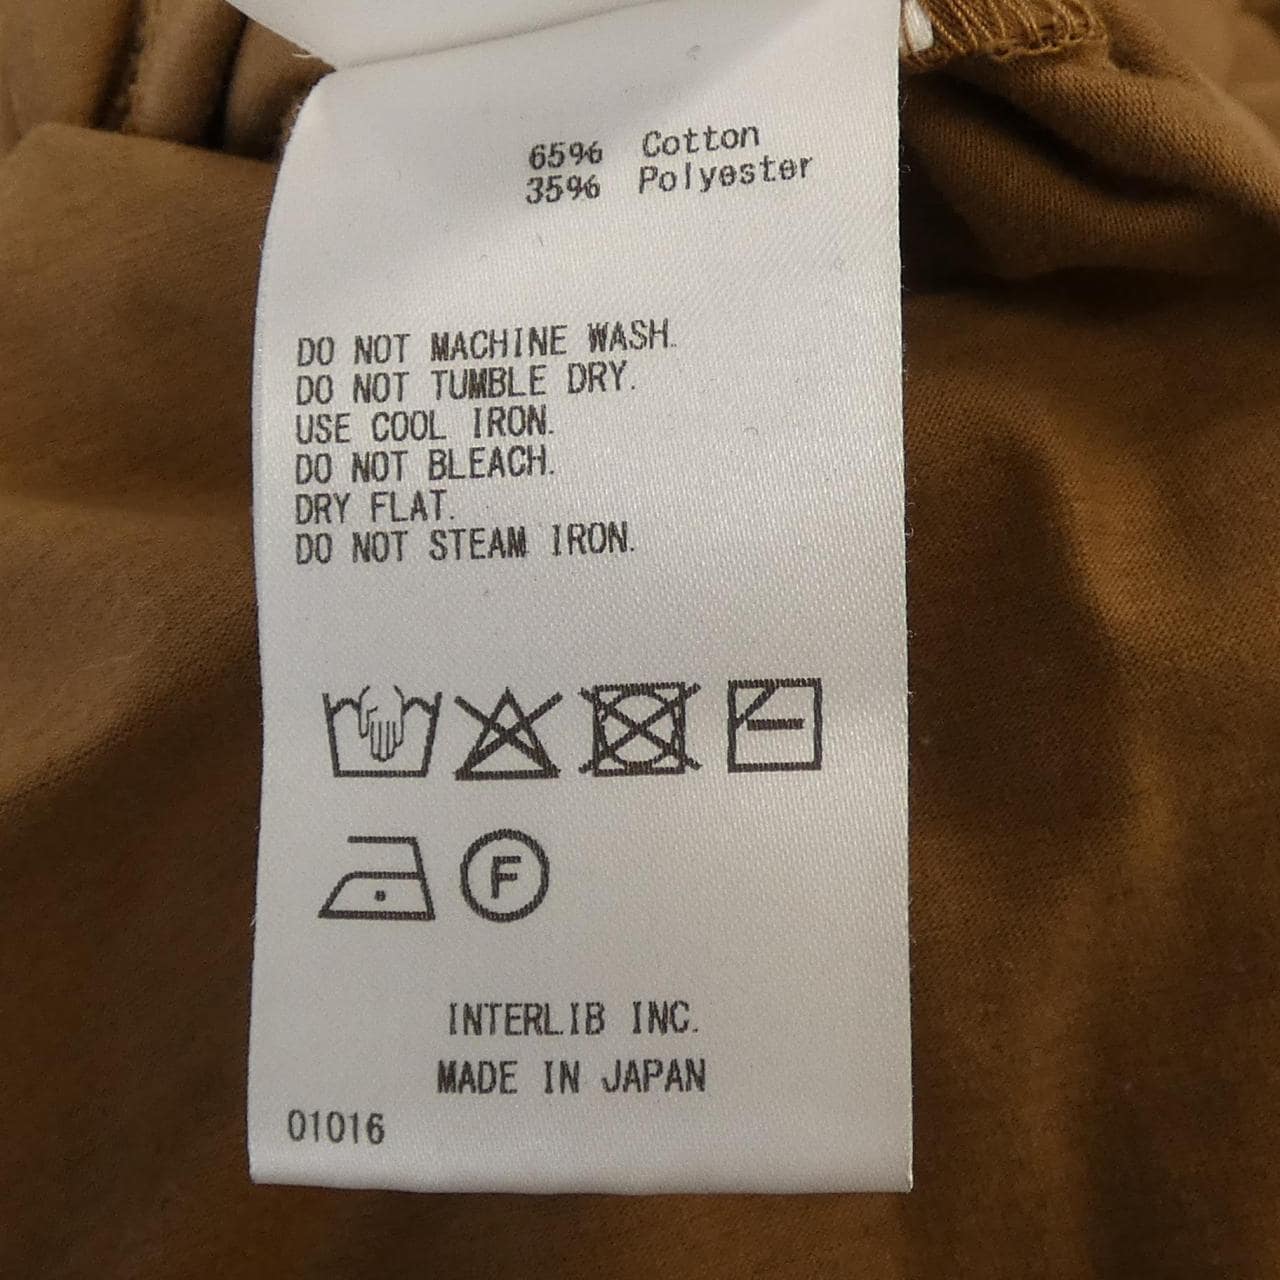 65% Cotton
35% Polyester
DO NOT MACHINE WASH.
DO NOT TUMBLE DRY.
USE COOL IRON.
DO NOT BLEACH.
DRY FLAT.
DO NOT STEAM IRON.
F
INTERLIB INC.
MADE IN JAPAN
01016